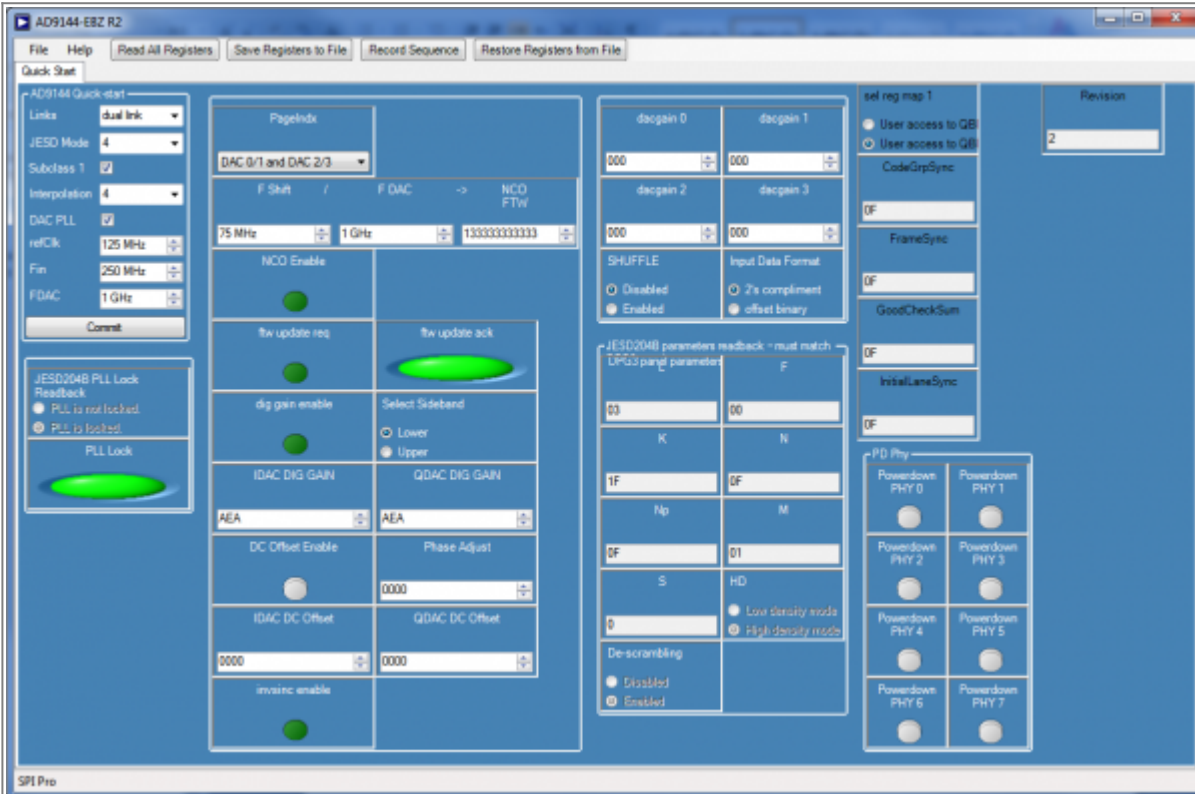 AD9144-EBZ R2
File Help Read All Registers Save Registers to File Record Sequence Restore Registers from File
Quick Start
AD9144 Quick-start
Links dual link
JESD Mode 4
Subclass 1
Interpolation 4
DAC PLL
refClk 125 MHz
Fin 250 MHz
FDAC 1 GHz
Commit
JESD204B PLL Lock
Readback
PLL is not locked.
PLL is locked.
PLL Lock
PageIndx
DAC 0/1 and DAC 2/3
F Shift / F DAC -> NCO
FTW
75 MHz 1 GHz 133333333333
NCO Enable
ftw update req ftw update ack
dig gain enable Select Sideband
Lower
Upper
IDAC DIG GAIN QDAC DIG GAIN
AEA AEA
DC Offset Enable Phase Adjust
0000
IDAC DC Offset QDAC DC Offset
0000 0000
invsinc enable
dacgain 0 dacgain 1
000 000
dacgain 2 dacgain 3
000 000
SHUFFLE Input Data Format
Disabled 2's compliment
Enabled offset binary
JESD204B parameters readback - must match
DPG3 panel parameters
L F
03 00
K N
1F 0F
Np M
0F 01
S HD
0 Low density mode
High density mode
De-scrambling
Disabled
Enabled
sel reg map 1
User access to QB
User access to QB
CodeGrpSync
0F
FrameSync
0F
GoodCheckSum
0F
InitialLaneSync
0F
PD Phy
Powerdown Powerdown
PHY 0 PHY 1
Powerdown Powerdown
PHY 2 PHY 3
Powerdown Powerdown
PHY 4 PHY 5
Powerdown Powerdown
PHY 6 PHY 7
Revision
2
SPI Pro